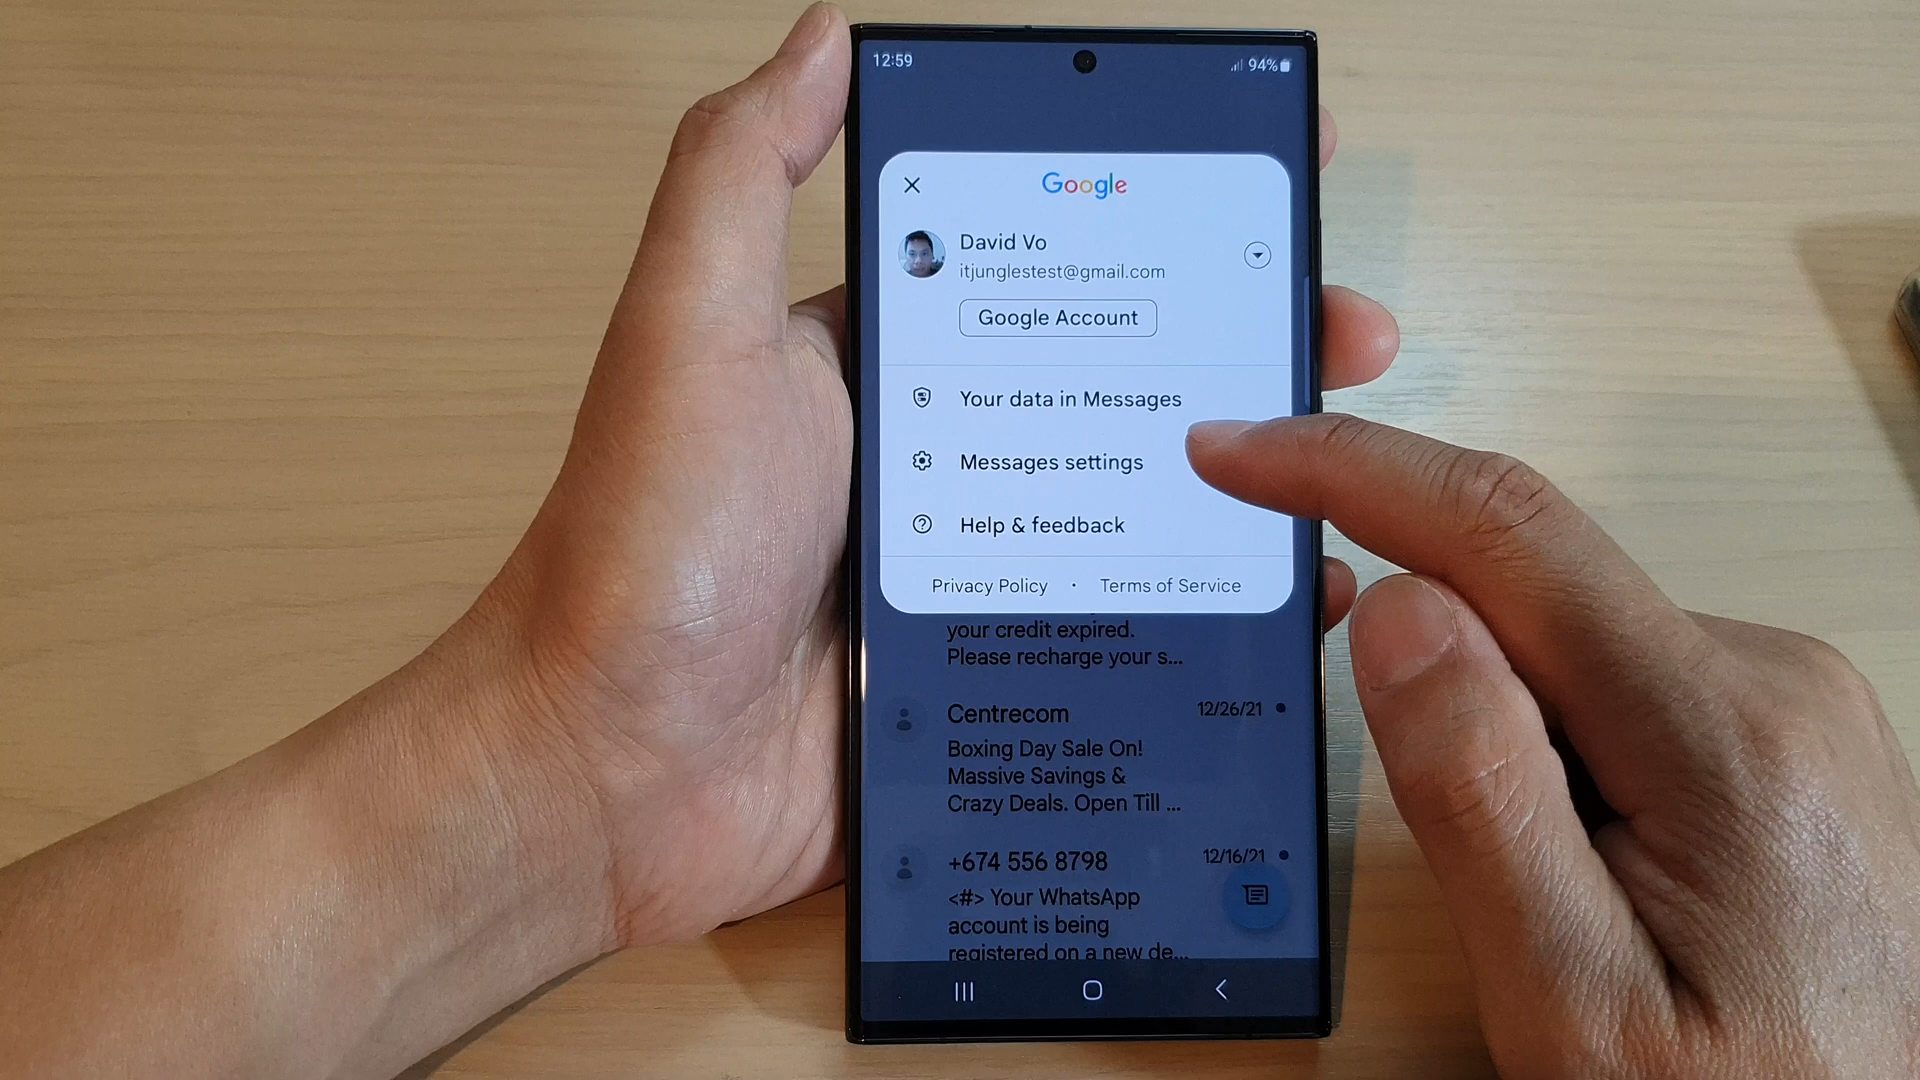 12:59
94%
Google
David Vo
itjunglestest@gmail.com
Google Account
Your data in Messages
Messages settings
Help & feedback
Privacy Policy · Terms of Service
your credit expired.
Please recharge your s...
Centrecom 12/26/21
Boxing Day Sale On!
Massive Savings &
Crazy Deals. Open Till ...
+674 556 8798 12/16/21
<#> Your WhatsApp
account is being
registered on a new de...